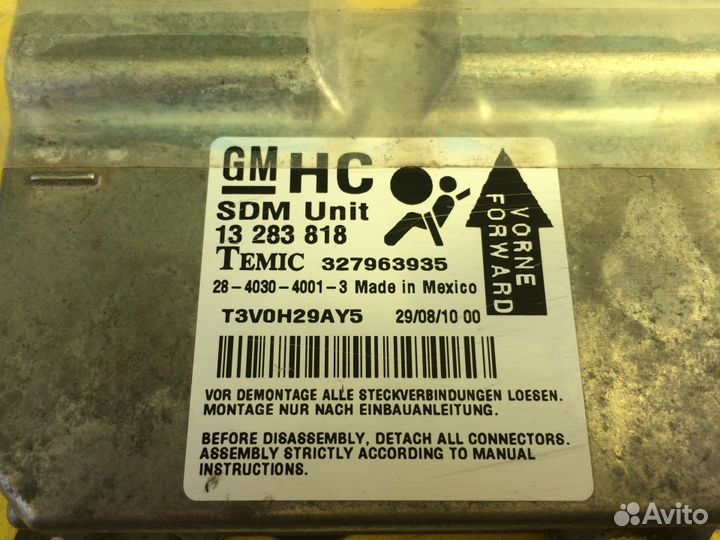 GM HC
SDM Unit
13 283 818
TEMIC 327963935
28-4030-4001-3 Made in Mexico
T3V0H29AY5 29/08/10 00
VORNE
FORWARD
VOR DEMONTAGE ALLE STECKVERBINDUNGEN LOESEN.
MONTAGE NUR NACH EINBAUANLEITUNG.
BEFORE DISASSEMBLY, DETACH ALL CONNECTORS.
ASSEMBLY STRICTLY ACCORDING TO MANUAL
INSTRUCTIONS.
Avito